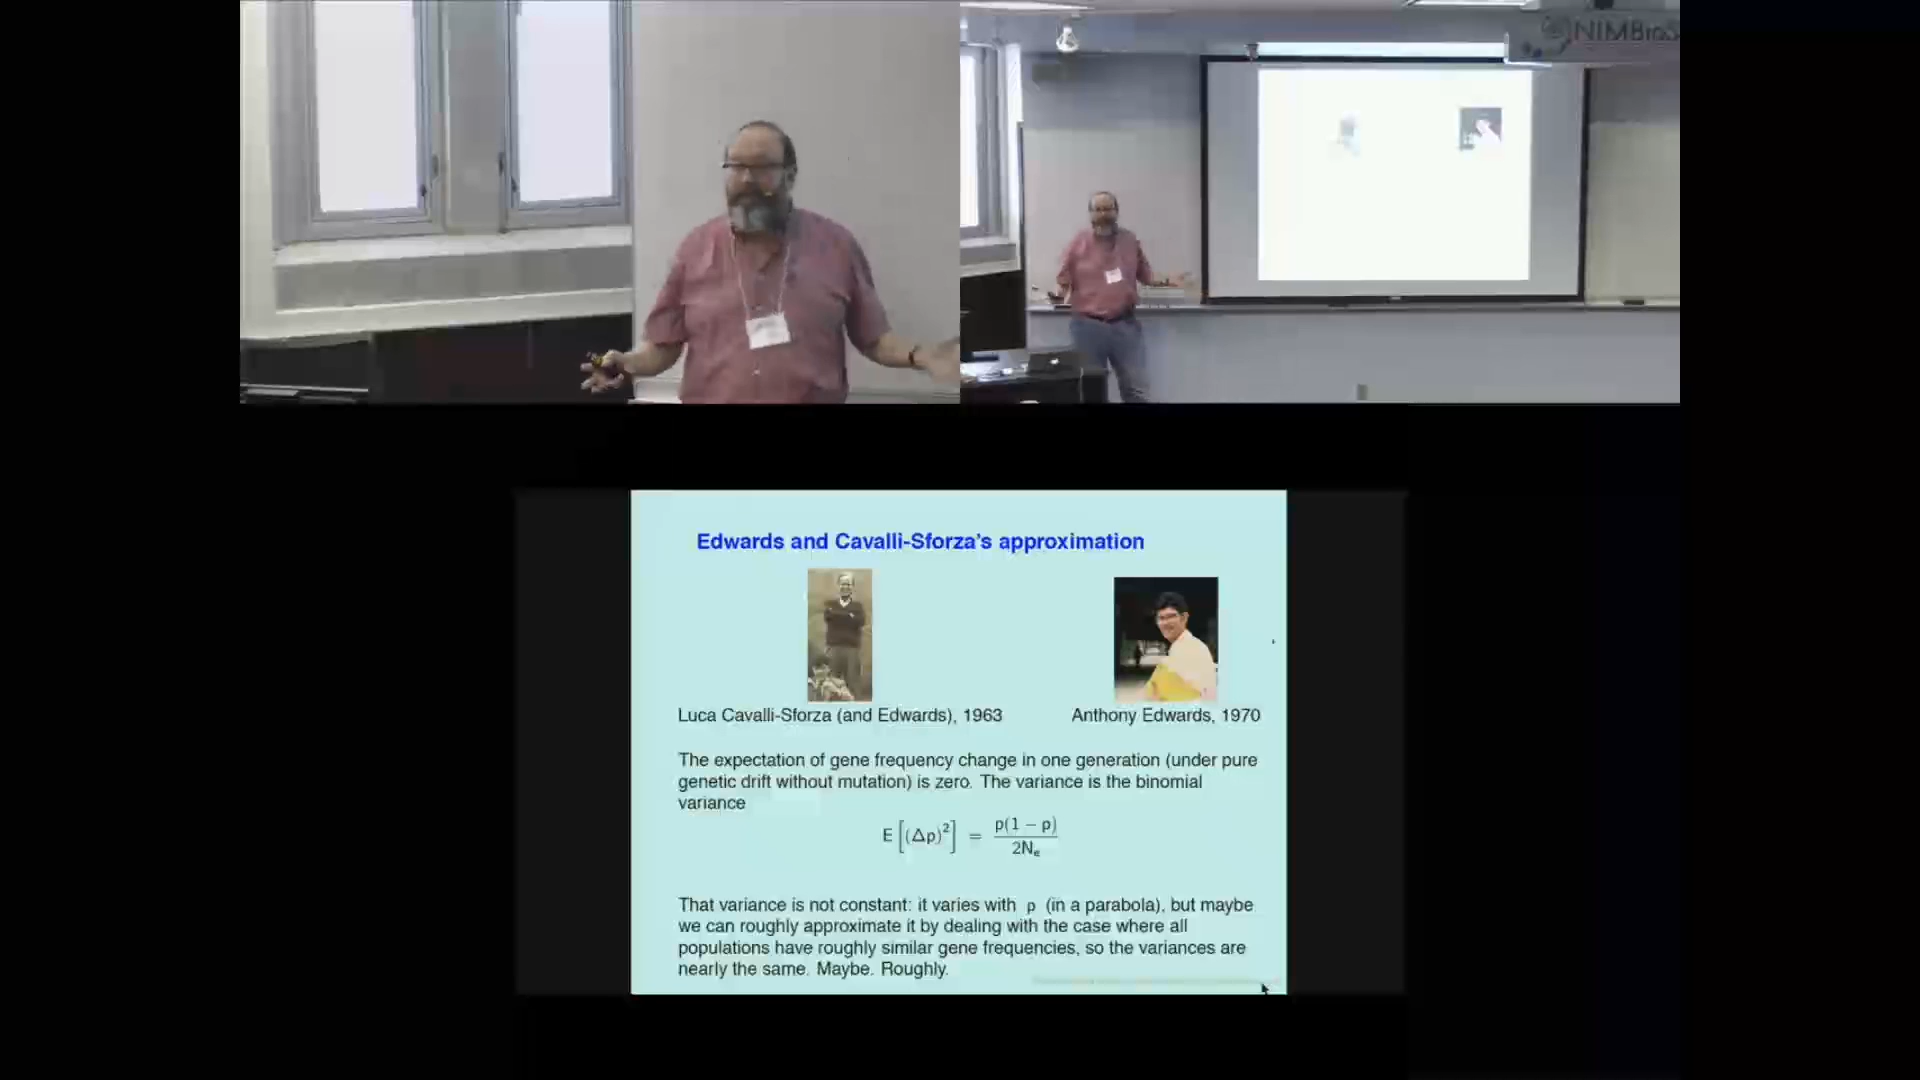 NIMBioS
Edwards and Cavalli-Sforza's approximation
Luca Cavalli-Sforza (and Edwards), 1963
Anthony Edwards, 1970
The expectation of gene frequency change in one generation (under pure
genetic drift without mutation) is zero. The variance is the binomial
variance
E[(Δp)²] = p(1 − p) / 2Nₑ
That variance is not constant: it varies with p (in a parabola), but maybe
we can roughly approximate it by dealing with the case where all
populations have roughly similar gene frequencies, so the variances are
nearly the same. Maybe. Roughly.